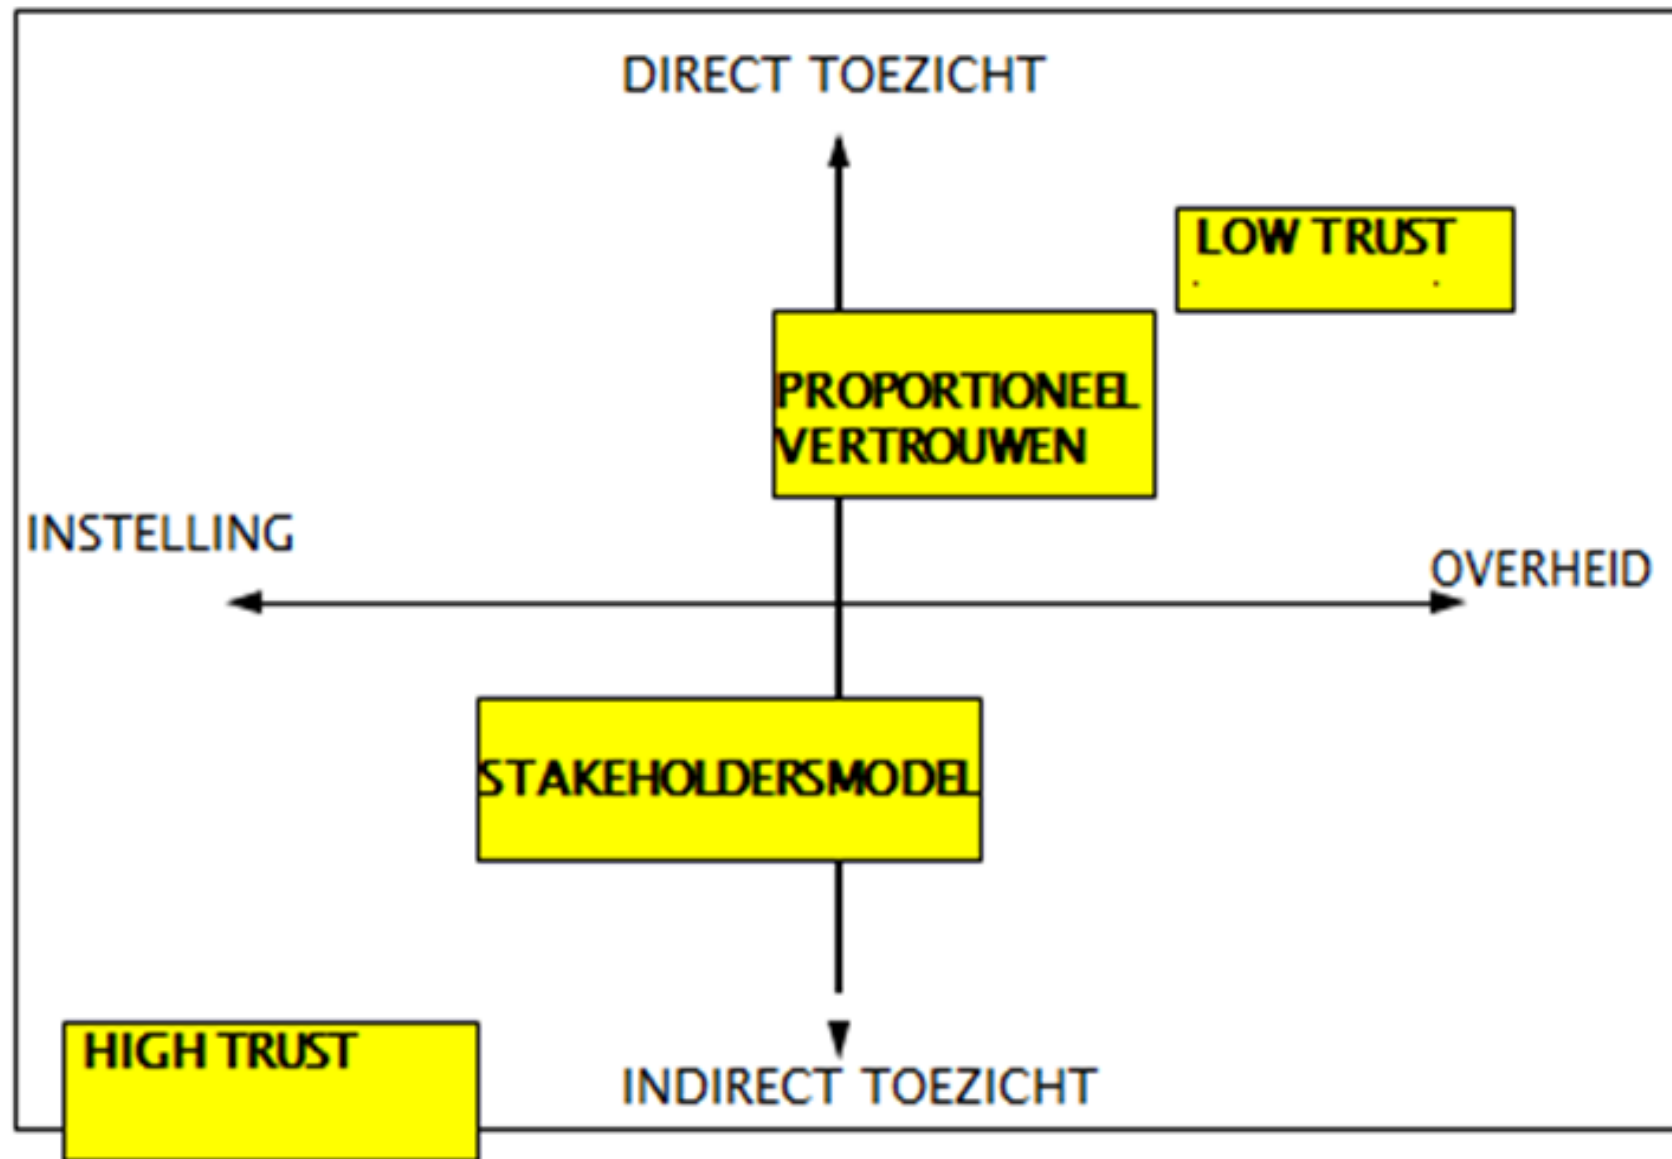 DIRECT TOEZICHT
LOW TRUST
PROPORTIONEEL
VERTROUWEN
INSTELLING
OVERHEID
STAKEHOLDERSMODEL
HIGH TRUST
INDIRECT TOEZICHT